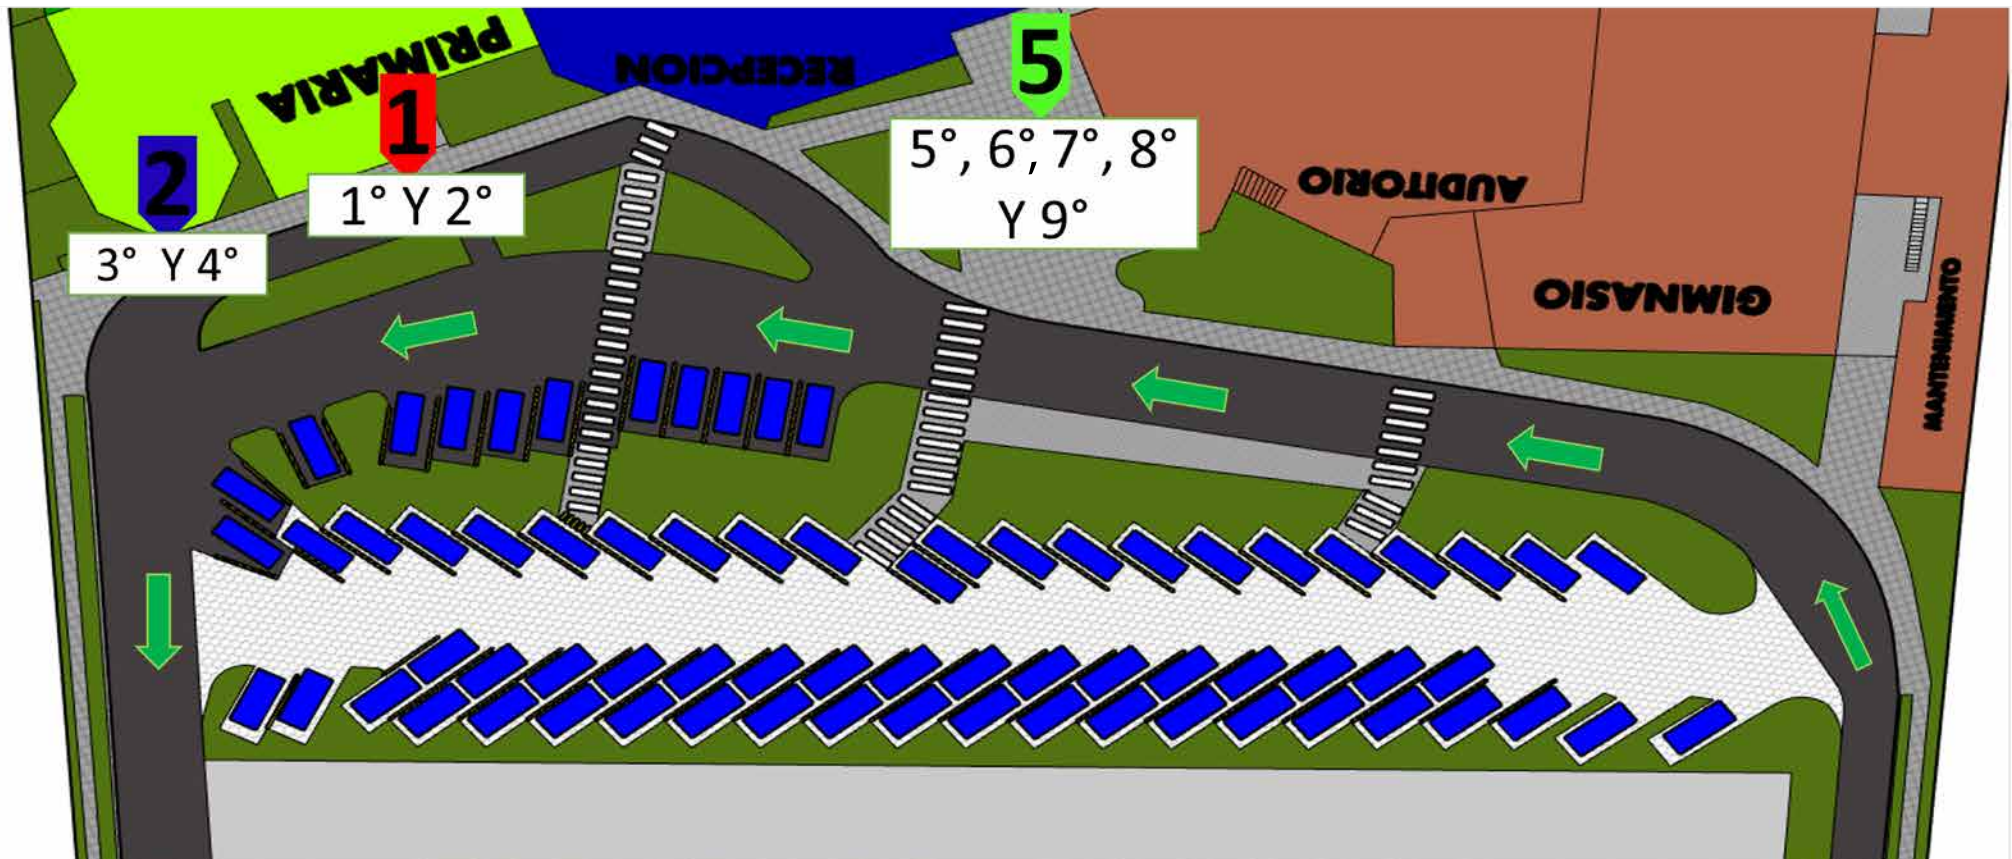 PRIMARIA
RECEPCION
5
1
2
5°, 6°, 7°, 8°
Y 9°
1° Y 2°
3° Y 4°
AUDITORIO
GIMNASIO
MANTENIMIENTO